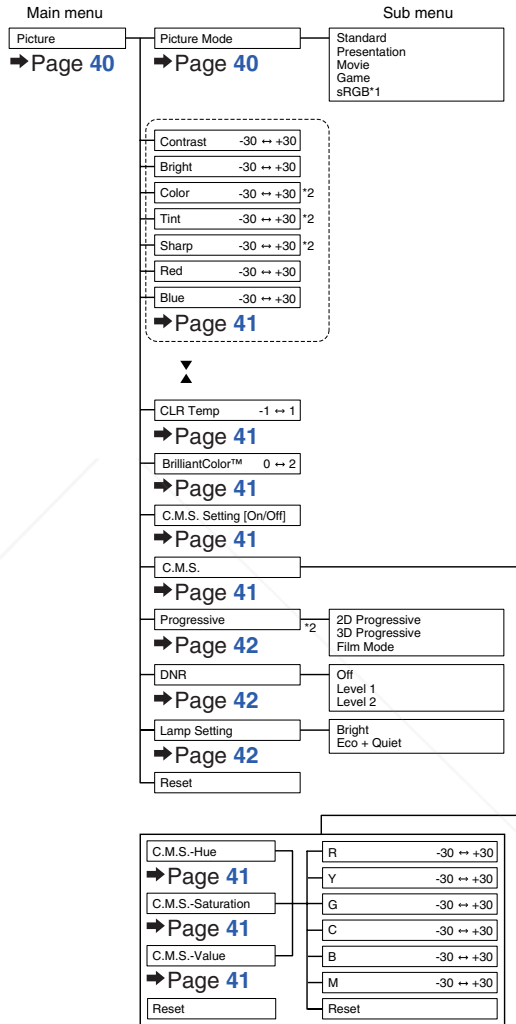 Main menu Sub menu
Picture
➡Page 40
Picture Mode
➡Page 40
Standard
Presentation
Movie
Game
sRGB*1
Contrast -30 ↔ +30
Bright -30 ↔ +30
Color -30 ↔ +30 *2
Tint -30 ↔ +30 *2
Sharp -30 ↔ +30 *2
Red -30 ↔ +30
Blue -30 ↔ +30
➡Page 41
CLR Temp -1 ↔ 1
➡Page 41
BrilliantColor™ 0 ↔ 2
➡Page 41
C.M.S. Setting [On/Off]
➡Page 41
C.M.S.
➡Page 41
Progressive *2
➡Page 42
2D Progressive
3D Progressive
Film Mode
DNR
➡Page 42
Off
Level 1
Level 2
Lamp Setting
➡Page 42
Bright
Eco + Quiet
Reset
C.M.S.-Hue
➡Page 41
C.M.S.-Saturation
➡Page 41
C.M.S.-Value
➡Page 41
Reset
R -30 ↔ +30
Y -30 ↔ +30
G -30 ↔ +30
C -30 ↔ +30
B -30 ↔ +30
M -30 ↔ +30
Reset